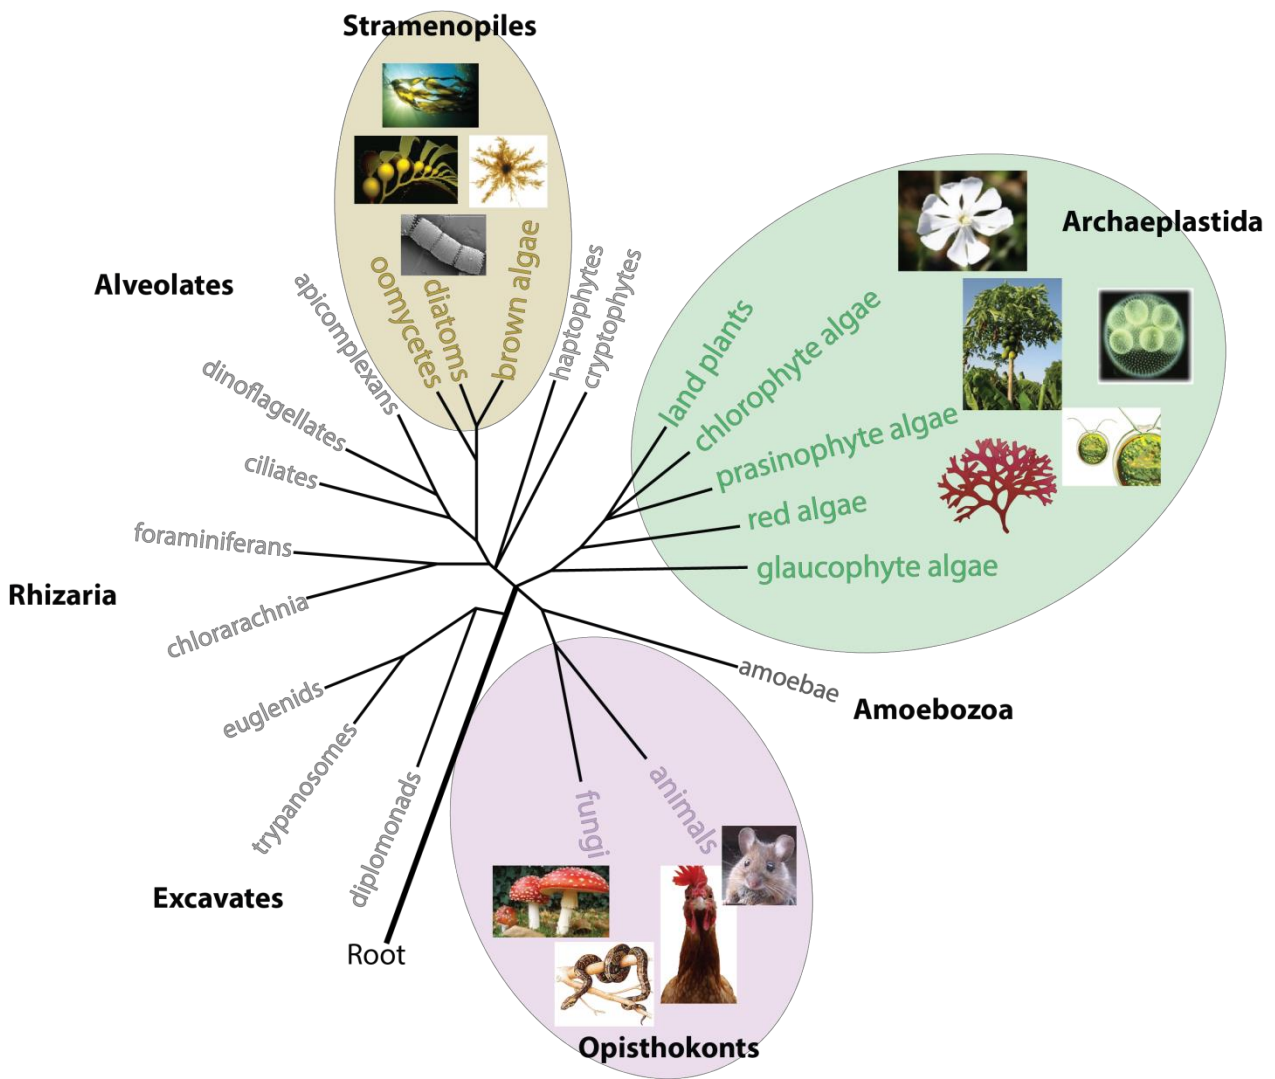 Stramenopiles
Archaeplastida
Alveolates
oomycetes
diatoms
brown algae
haptophytes
cryptophytes
apicomplexans
dinoflagellates
ciliates
land plants
chlorophyte algae
prasinophyte algae
red algae
glaucophyte algae
foraminiferans
Rhizaria
chlorarachnia
euglenids
trypanosomes
diplomonads
amoebae
Amoebozoa
animals
fungi
Excavates
Root
Opisthokonts